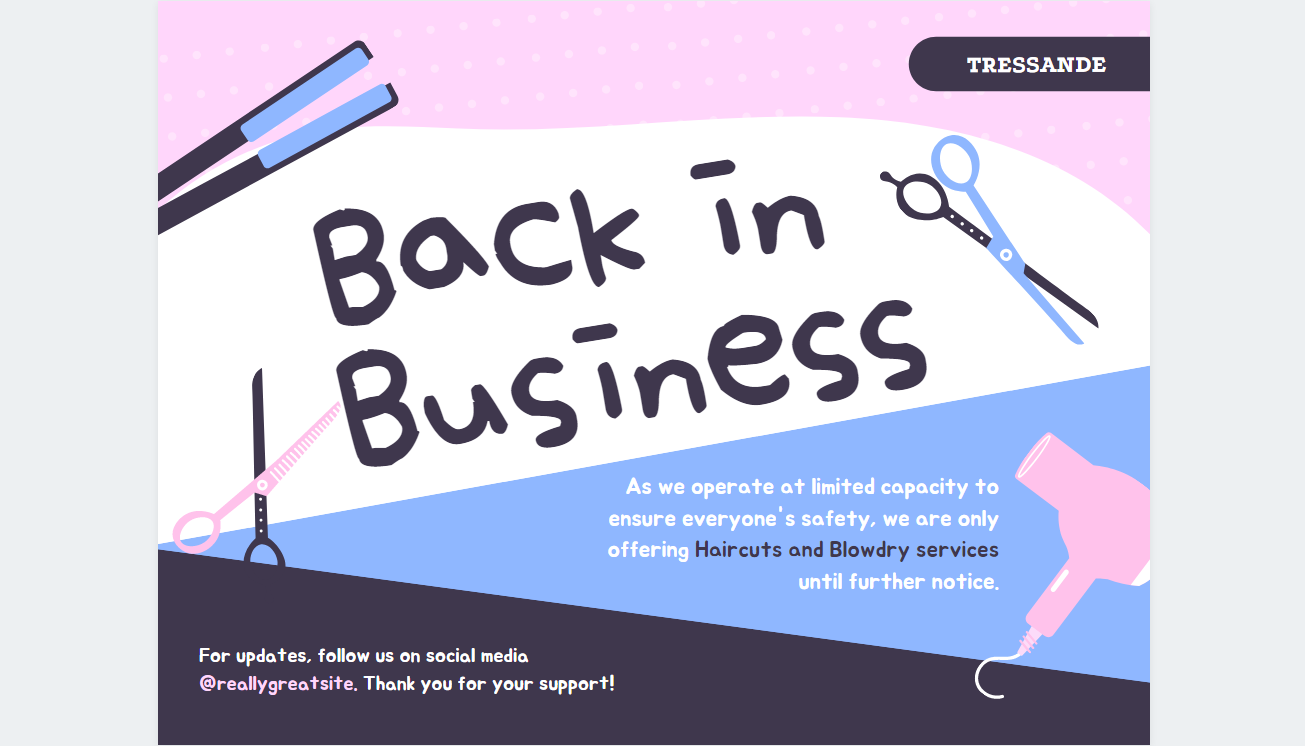 TRESSANDE
Back in
Business
As we operate at limited capacity to
ensure everyone's safety, we are only
offering Haircuts and Blowdry services
until further notice.
For updates, follow us on social media
@reallygreatsite. Thank you for your support!